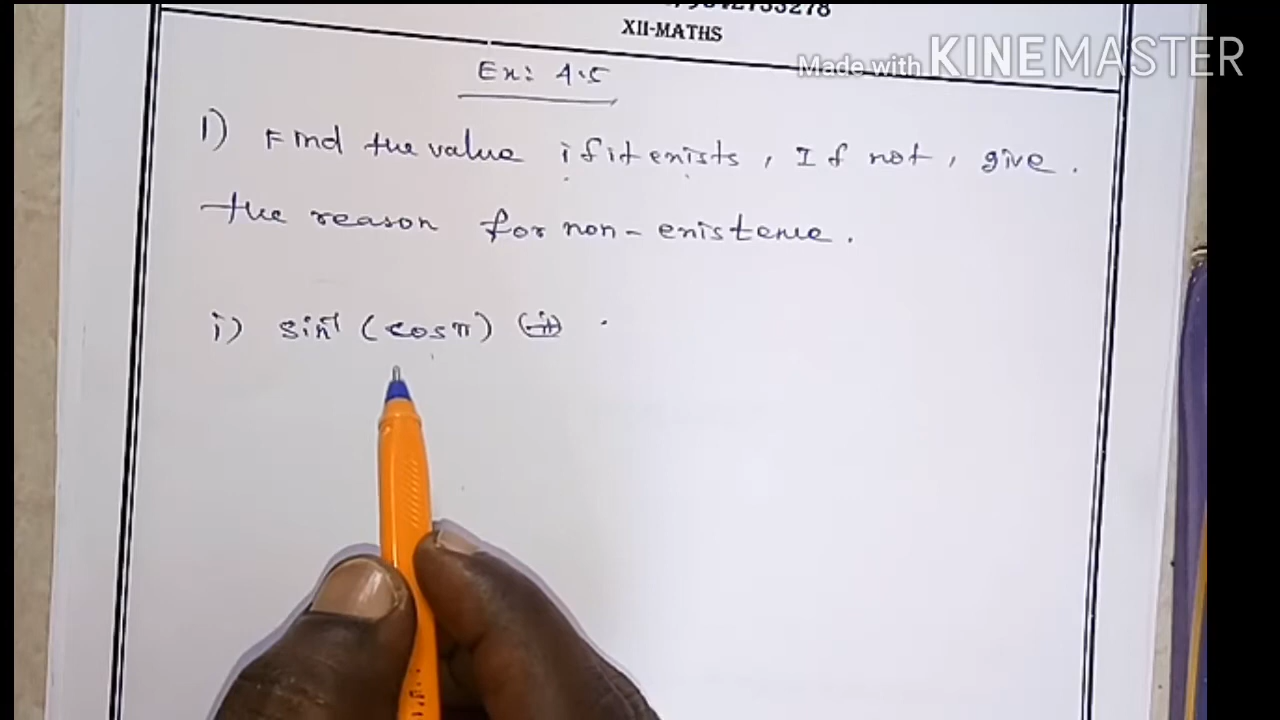 XII-MATHS
Made with KINEMASTER
Ex: 4.5
1) Find the value if it exists, If not, give
the reason for non-existence.
i) sin⁻¹ (cosπ)